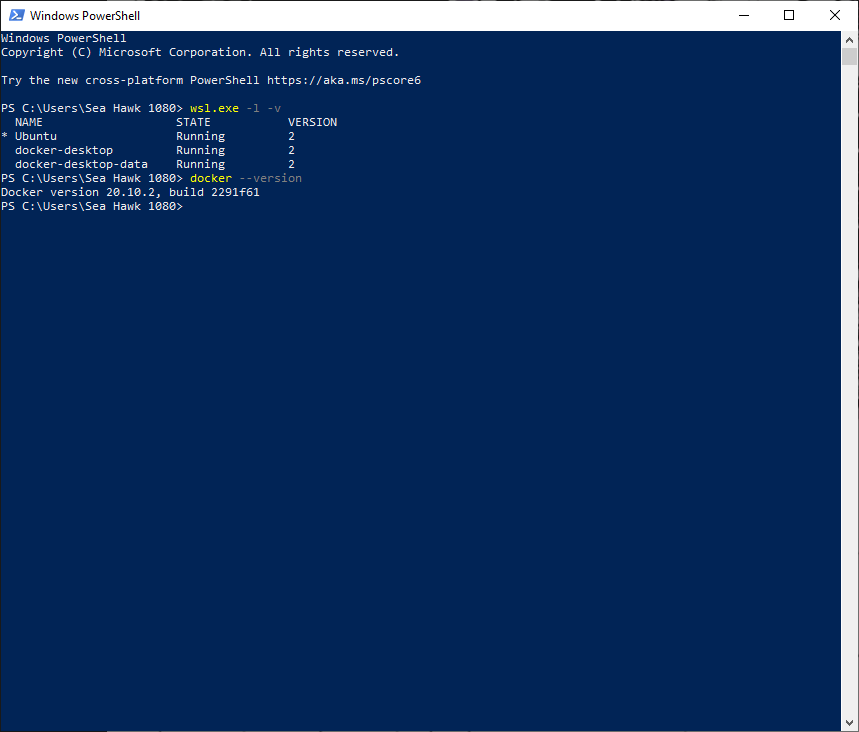 Windows PowerShell
Windows PowerShell
Copyright (C) Microsoft Corporation. All rights reserved.
Try the new cross-platform PowerShell https://aka.ms/pscore6
PS C:\Users\Sea Hawk 1080> wsl.exe -l -v
  NAME                   STATE           VERSION
* Ubuntu                 Running         2
  docker-desktop         Running         2
  docker-desktop-data    Running         2
PS C:\Users\Sea Hawk 1080> docker --version
Docker version 20.10.2, build 2291f61
PS C:\Users\Sea Hawk 1080>